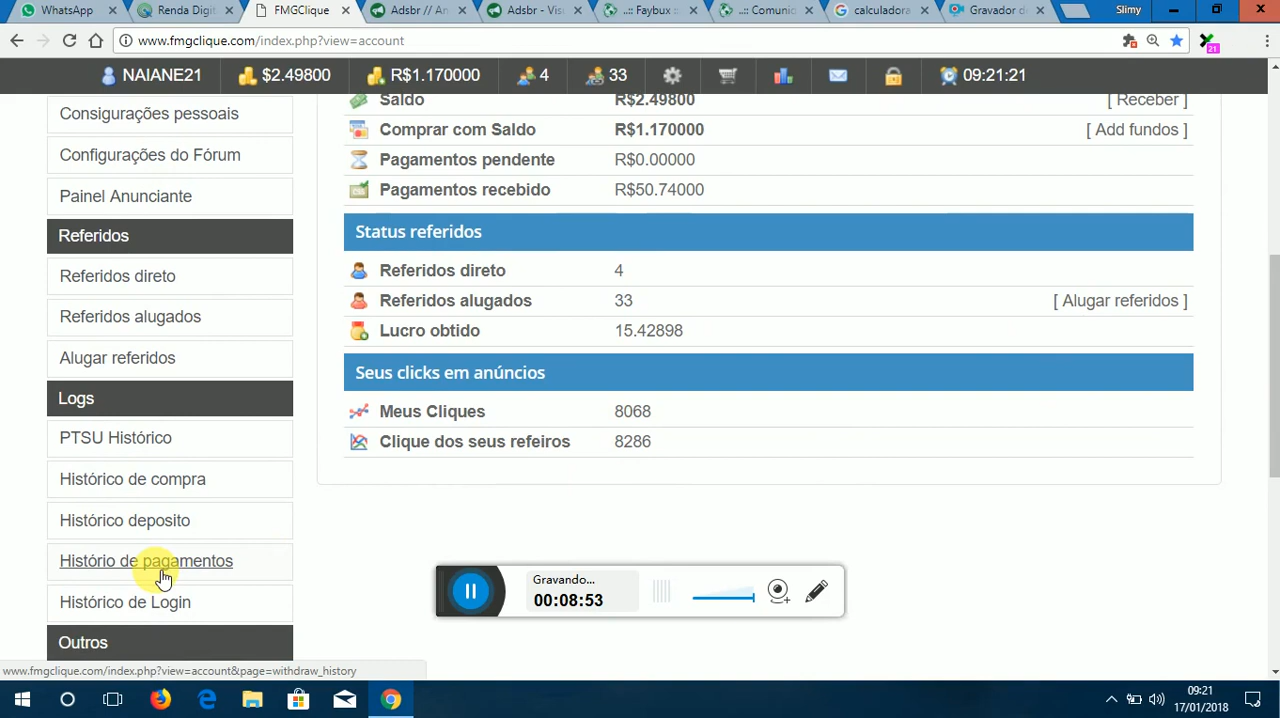 WhatsApp
Renda Digit
FMGClique
Adsbr // An
Adsbr - Vis
..:: Faybux ::
..:: Comunio
calculadora
Gravador d
Slimy
www.fmgclique.com/index.php?view=account
21
NAIANE21
$2.49800
R$1.170000
4
33
09:21:21
Consigurações pessoais
Configurações do Fórum
Painel Anunciante
Referidos
Referidos direto
Referidos alugados
Alugar referidos
Logs
PTSU Histórico
Histórico de compra
Histórico deposito
Histório de pagamentos
Histórico de Login
Outros
Saldo R$2.49800 [ Receber ]
Comprar com Saldo R$1.170000 [ Add fundos ]
Pagamentos pendente R$0.00000
Pagamentos recebido R$50.74000
Status referidos
Referidos direto 4
Referidos alugados 33 [ Alugar referidos ]
Lucro obtido 15.42898
Seus clicks em anúncios
Meus Cliques 8068
Clique dos seus refeiros 8286
Gravando...
00:08:53
www.fmgclique.com/index.php?view=account&page=withdraw_history
09:21
17/01/2018